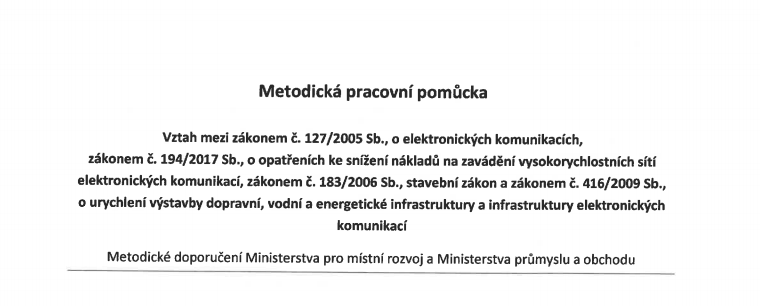 Metodická pracovní pomůcka
Vztah mezi zákonem č. 127/2005 Sb., o elektronických komunikacích,
zákonem č. 194/2017 Sb., o opatřeních ke snížení nákladů na zavádění vysokorychlostních sítí
elektronických komunikací, zákonem č. 183/2006 Sb., stavební zákon a zákonem č. 416/2009 Sb.,
o urychlení výstavby dopravní, vodní a energetické infrastruktury a infrastruktury elektronických
komunikací
Metodické doporučení Ministerstva pro místní rozvoj a Ministerstva průmyslu a obchodu